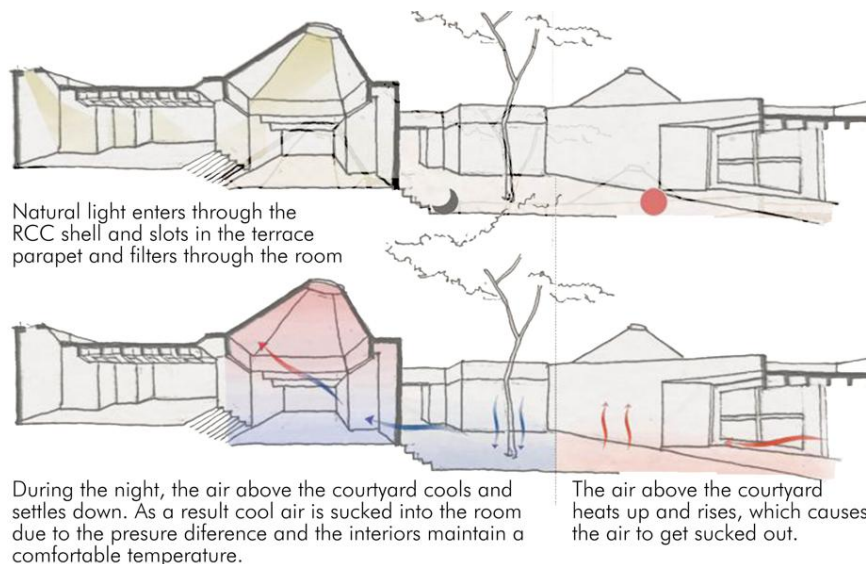 Natural light enters through the
RCC shell and slots in the terrace
parapet and filters through the room
During the night, the air above the courtyard cools and
settles down. As a result cool air is sucked into the room
due to the presure diference and the interiors maintain a
comfortable temperature.
The air above the courtyard
heats up and rises, which causes
the air to get sucked out.